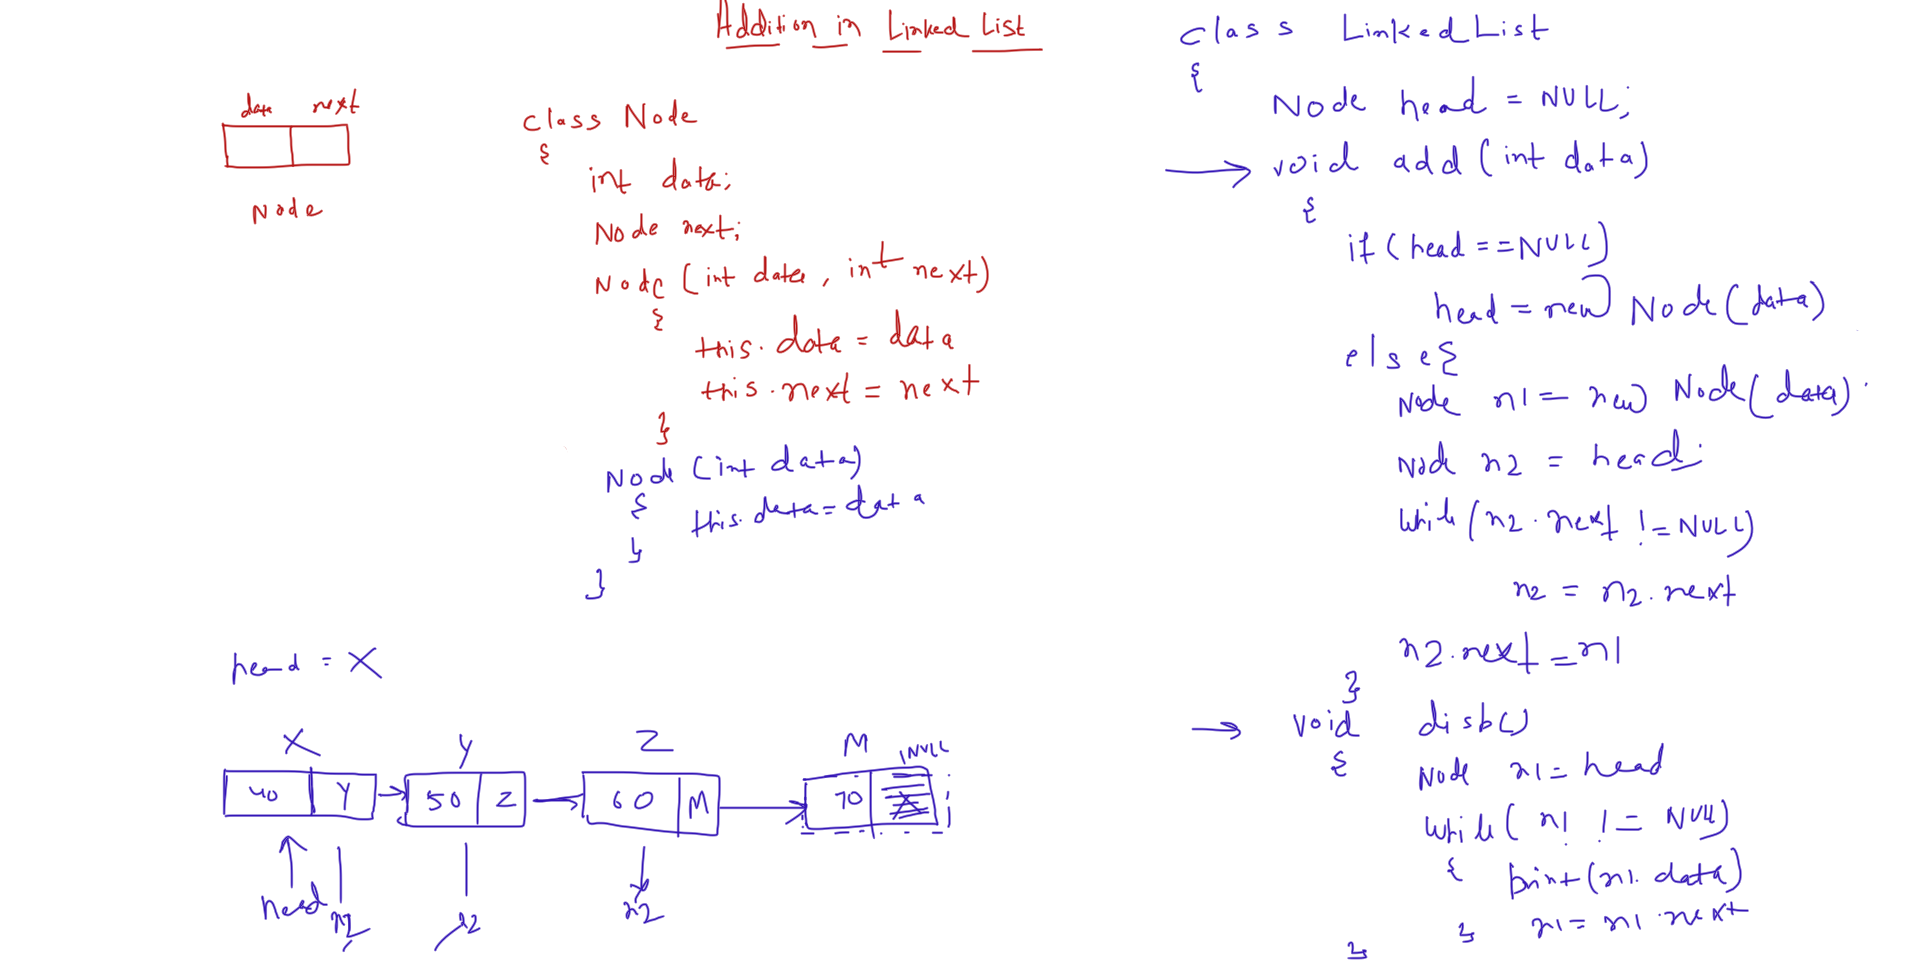 Addition in Linked List
data next
Node
class Node
{
int data;
Node next;
Node (int data, int next)
{
this.data = data
this.next = next
}
Node (int data)
{
this.data = data
}
}
head = X
X Y Z M NULL
40 Y 50 Z 60 M 70 X
head n2 n2 n2
class LinkedList
{
Node head = NULL;
void add (int data)
{
if (head == NULL)
head = new Node (data)
else {
Node n1 = new Node (data)
Node n2 = head;
while (n2.next != NULL)
n2 = n2.next
n2.next = n1
}
void disp()
{
Node n1 = head
while ( n1 != NULL)
{ print (n1.data)
} n1 = n1.next
}